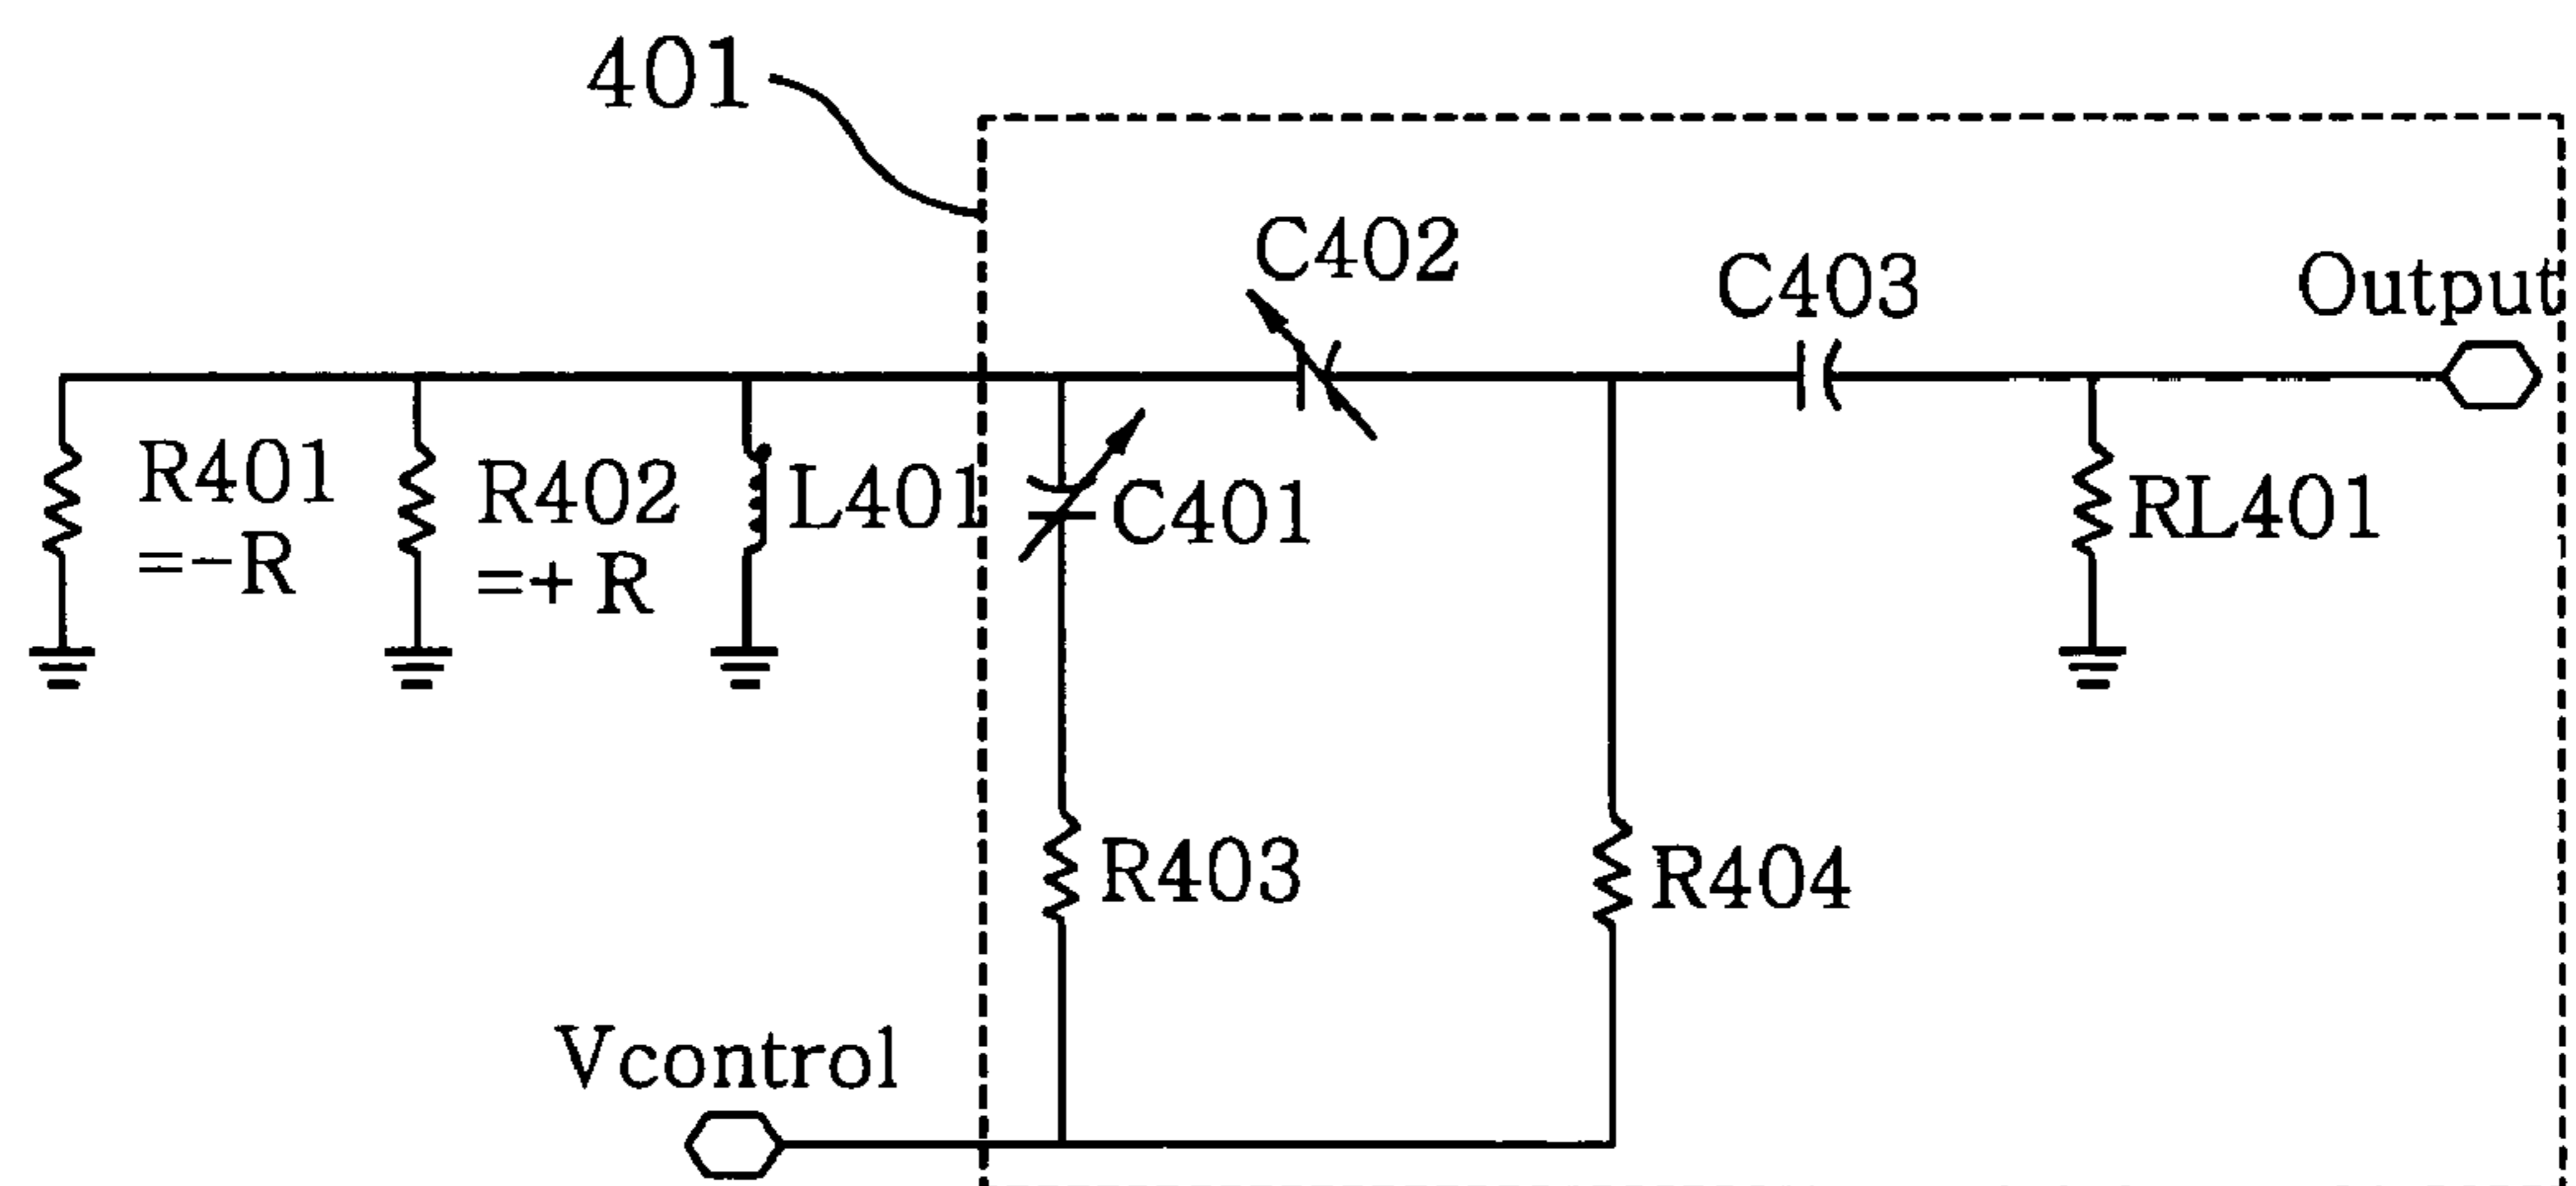 401
C402
C403
Output
R401
=-R
R402
=+ R
L401
C401
RL401
R403
R404
Vcontrol